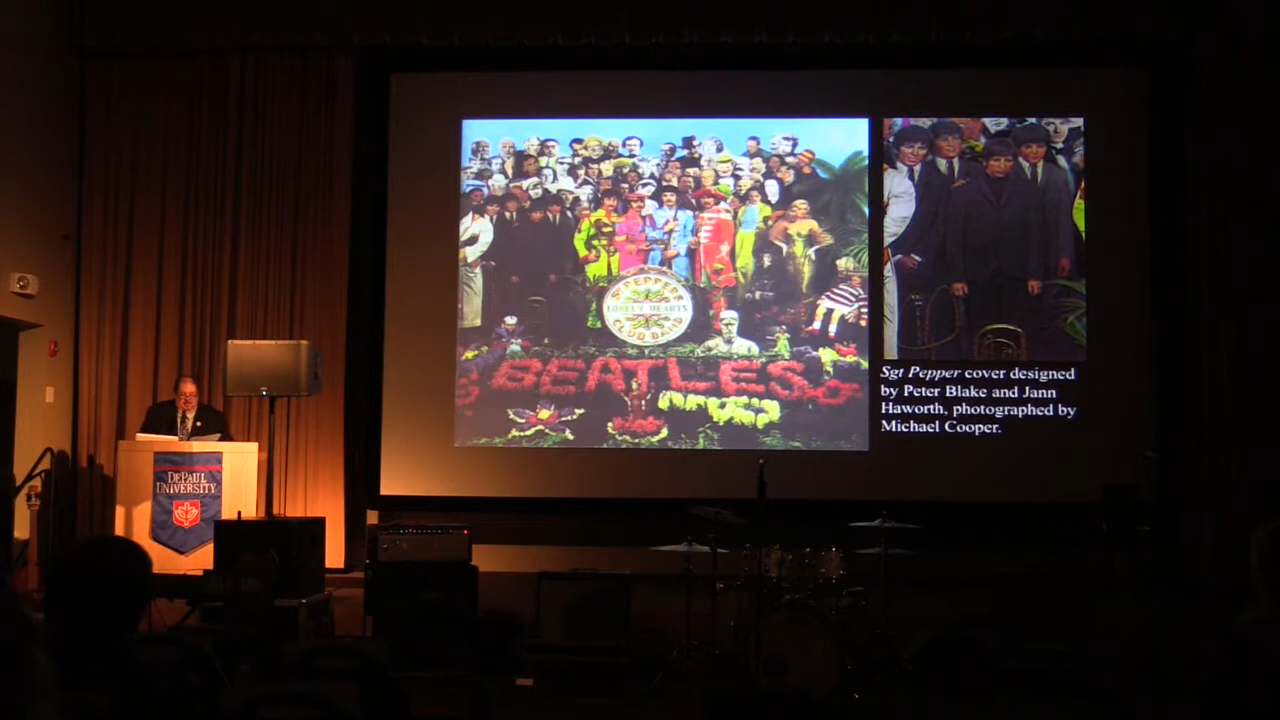 SGT PEPPERS
LONELY HEARTS
CLUB BAND
BEATLES
Sgt Pepper cover designed
by Peter Blake and Jann
Haworth, photographed by
Michael Cooper.
DEPAUL
UNIVERSITY